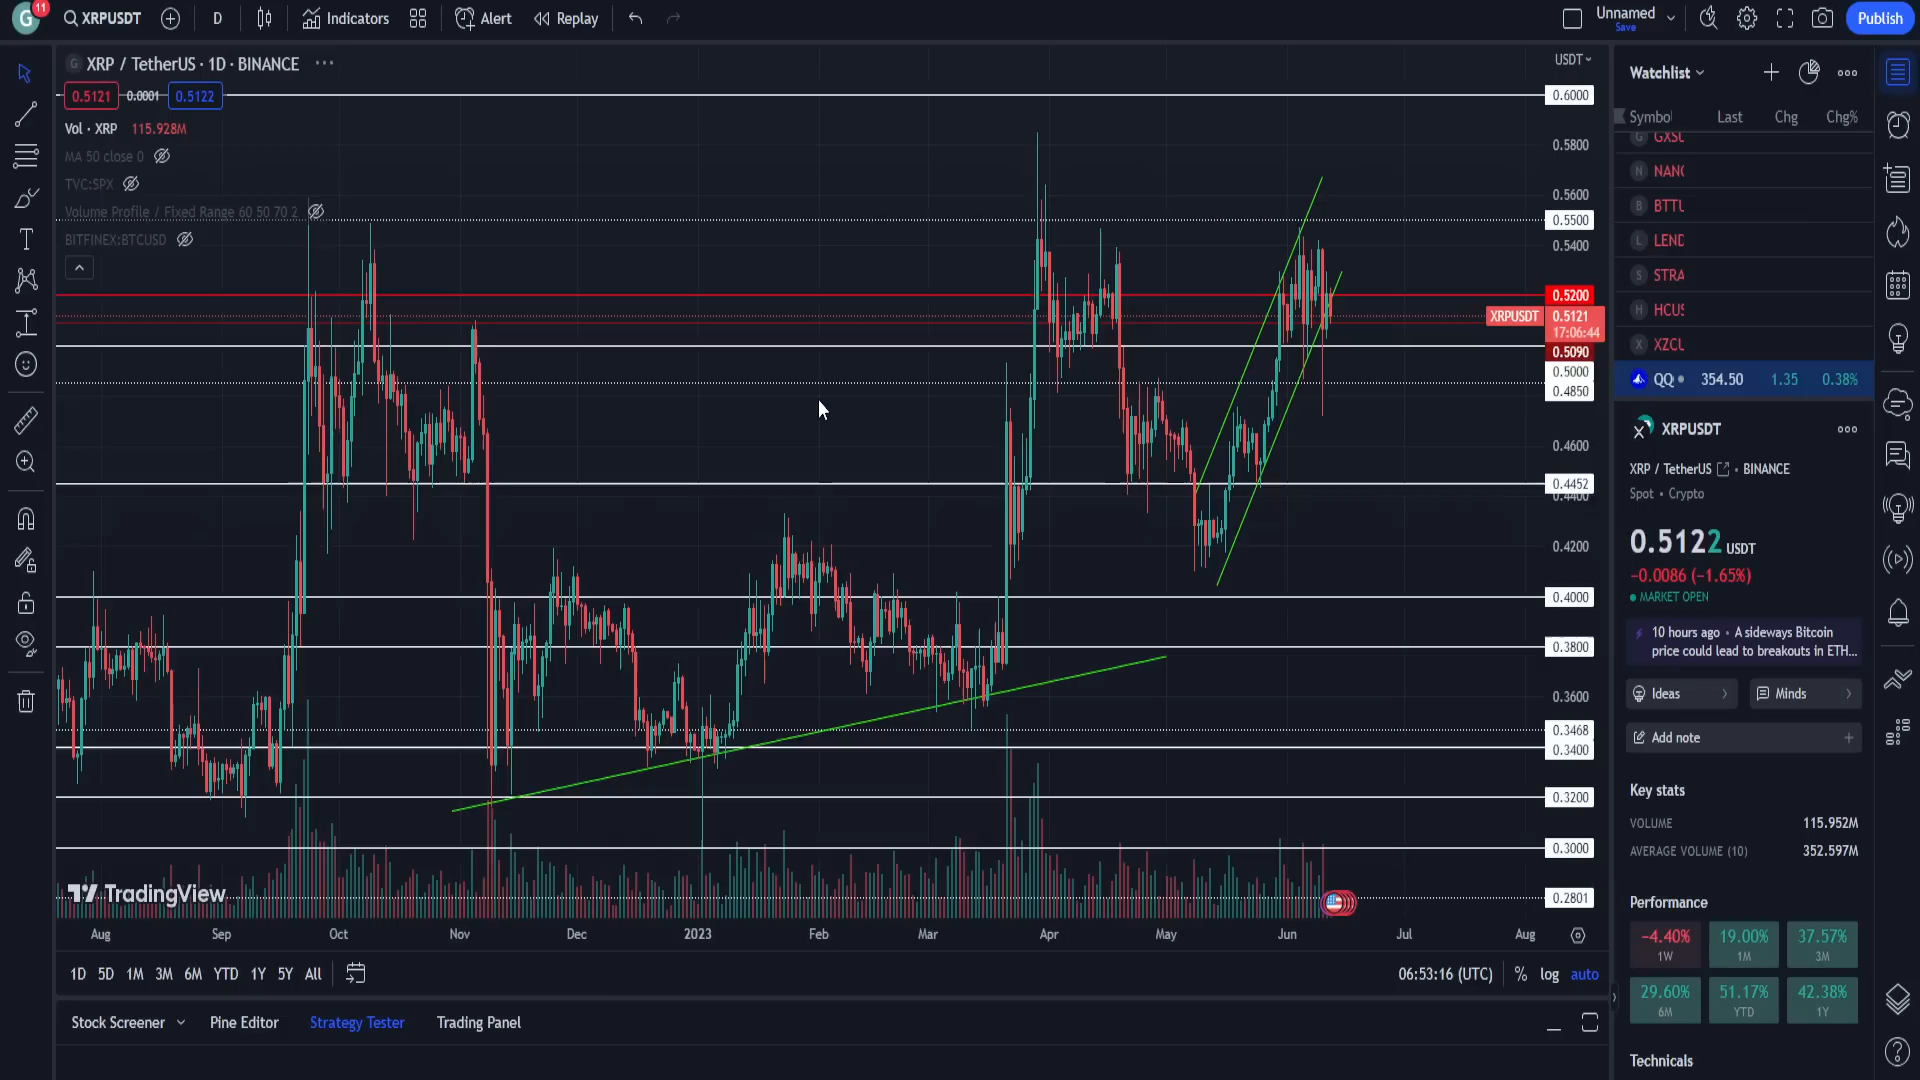 G 11 XRPUSDT D Indicators Alert Replay Unnamed Save Publish
G XRP / TetherUS · 1D · BINANCE ···
0.5121 0.0001 0.5122
Vol · XRP 115.928M
MA 50 close 0
TVC:SPX
Volume Profile / Fixed Range 60 50 70 2
BITFINEX:BTCUSD
USDT
0.6000
0.5800
0.5600
0.5500
0.5400
0.5200
XRPUSDT 0.5121
17:06:44
0.5090
0.5000
0.4850
0.4600
0.4452
0.4400
0.4200
0.4000
0.3800
0.3600
0.3468
0.3400
0.3200
0.3000
0.2801
TradingView
Aug Sep Oct Nov Dec 2023 Feb Mar Apr May Jun Jul Aug
1D 5D 1M 3M 6M YTD 1Y 5Y All
06:53:16 (UTC) % log auto
Stock Screener Pine Editor Strategy Tester Trading Panel
Watchlist
Symbol Last Chg Chg%
G
N NANC
B BTTU
L LEND
S STRA
H HCUS
X XZCU
QQ 354.50 1.35 0.38%
XRPUSDT
XRP / TetherUS · BINANCE
Spot · Crypto
0.5122 USDT
−0.0086 (−1.65%)
MARKET OPEN
10 hours ago · A sideways Bitcoin
price could lead to breakouts in ETH...
Ideas Minds
Add note
Key stats
VOLUME 115.952M
AVERAGE VOLUME (10) 352.597M
Performance
−4.40% 19.00% 37.57%
1W 1M 3M
29.60% 51.17% 42.38%
6M YTD 1Y
Technicals